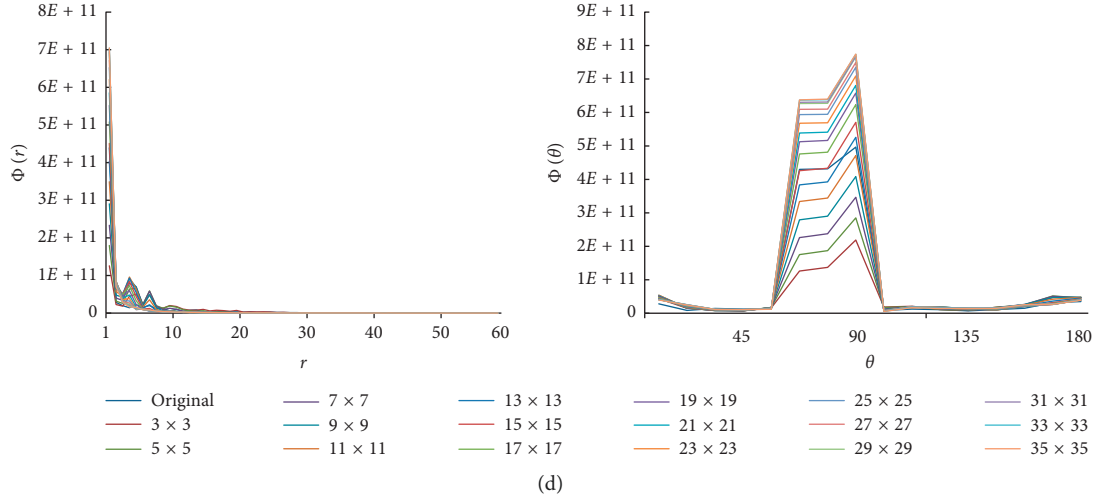 8E + 11
7E + 11
6E + 11
5E + 11
4E + 11
3E + 11
2E + 11
1E + 11
0
Φ (r)
1 10 20 30 40 50 60
r
9E + 11
8E + 11
7E + 11
6E + 11
5E + 11
4E + 11
3E + 11
2E + 11
1E + 11
0
Φ (θ)
45 90 135 180
θ
Original 7 × 7 13 × 13 19 × 19 25 × 25 31 × 31
3 × 3 9 × 9 15 × 15 21 × 21 27 × 27 33 × 33
5 × 5 11 × 11 17 × 17 23 × 23 29 × 29 35 × 35
(d)